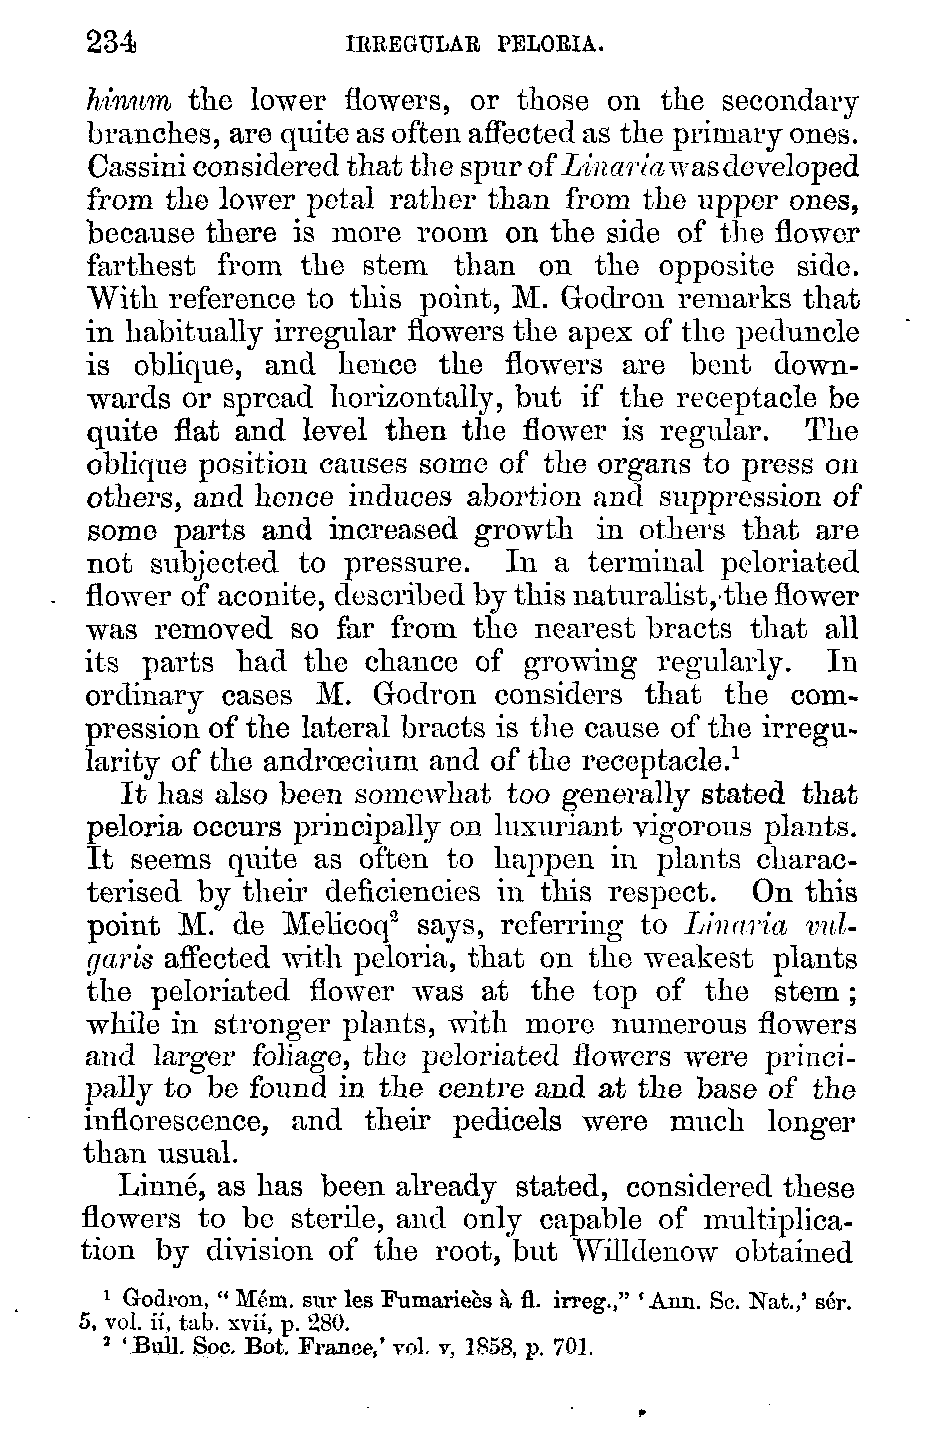 234 IRREGULAR PELORIA.
hinum the lower flowers, or those on the secondary
branches, are quite as often affected as the primary ones.
Cassini considered that the spur of Linaria was developed
from the lower petal rather than from the upper ones,
because there is more room on the side of the flower
farthest from the stem than on the opposite side.
With reference to this point, M. Godron remarks that
in habitually irregular flowers the apex of the peduncle
is oblique, and hence the flowers are bent down-
wards or spread horizontally, but if the receptacle be
quite flat and level then the flower is regular. The
oblique position causes some of the organs to press on
others, and hence induces abortion and suppression of
some parts and increased growth in others that are
not subjected to pressure. In a terminal peloriated
flower of aconite, described by this naturalist, the flower
was removed so far from the nearest bracts that all
its parts had the chance of growing regularly. In
ordinary cases M. Godron considers that the com-
pression of the lateral bracts is the cause of the irregu-
larity of the andrœcium and of the receptacle.¹
It has also been somewhat too generally stated that
peloria occurs principally on luxuriant vigorous plants.
It seems quite as often to happen in plants charac-
terised by their deficiencies in this respect. On this
point M. de Melicoq² says, referring to Linaria vul-
garis affected with peloria, that on the weakest plants
the peloriated flower was at the top of the stem ;
while in stronger plants, with more numerous flowers
and larger foliage, the peloriated flowers were princi-
pally to be found in the centre and at the base of the
inflorescence, and their pedicels were much longer
than usual.
Linné, as has been already stated, considered these
flowers to be sterile, and only capable of multiplica-
tion by division of the root, but Willdenow obtained
¹ Godron, “ Mém. sur les Fumarieès à fl. irreg.,” ‘Ann. Sc. Nat.,’ sér.
5, vol. ii, tab. xvii, p. 280.
² ‘Bull. Soc. Bot. France,’ vol. v, 1858, p. 701.